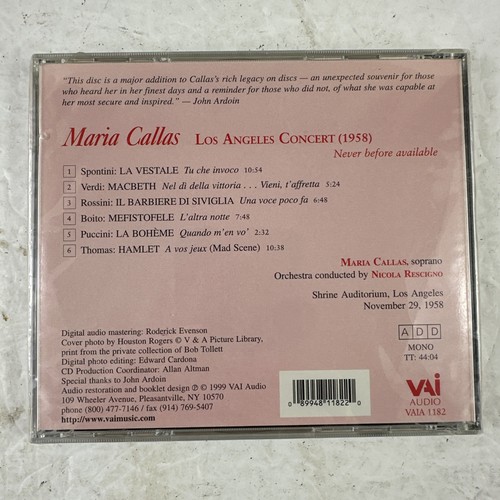 "This disc is a major addition to Callas's rich legacy on discs — an unexpected souvenir for those
who heard her in her finest days and a reminder for those who did not, of what she was capable at
her most secure and inspired." — John Ardoin
Maria Callas LOS ANGELES CONCERT (1958)
Never before available
1 Spontini: LA VESTALE Tu che invoco 10:54
2 Verdi: MACBETH Nel dì della vittoria . . . Vieni, t'affretta 5:24
3 Rossini: IL BARBIERE DI SIVIGLIA Una voce poco fa 6:48
4 Boito: MEFISTOFELE L'altra notte 7:48
5 Puccini: LA BOHÈME Quando m'en vo' 2:32
6 Thomas: HAMLET A vos jeux (Mad Scene) 10:38
MARIA CALLAS, soprano
Orchestra conducted by NICOLA RESCIGNO
Shrine Auditorium, Los Angeles
November 29, 1958
Digital audio mastering: Roderick Evenson
Cover photo by Houston Rogers © V & A Picture Library,
print from the private collection of Bob Tollett
Digital photo editing: Edward Cardona
CD Production Coordinator: Allan Altman
Special thanks to John Ardoin
Audio restoration and booklet design ℗ © 1999 VAI Audio
109 Wheeler Avenue, Pleasantville, NY 10570
phone (800) 477-7146 / fax (914) 769-5407
http://www.vaimusic.com
0 89948 11822 0
A D D
MONO
TT: 44:04
VAI
AUDIO
VAIA 1182